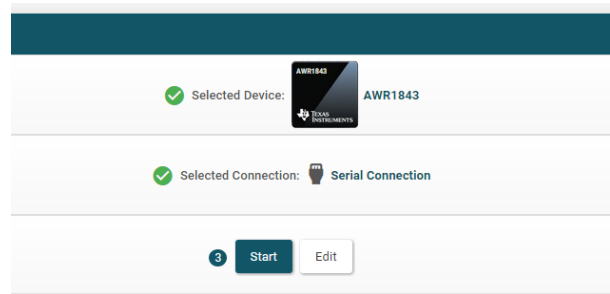 AWR1843
Selected Device:
TEXAS
INSTRUMENTS
AWR1843
Selected Connection: Serial Connection
3 Start Edit